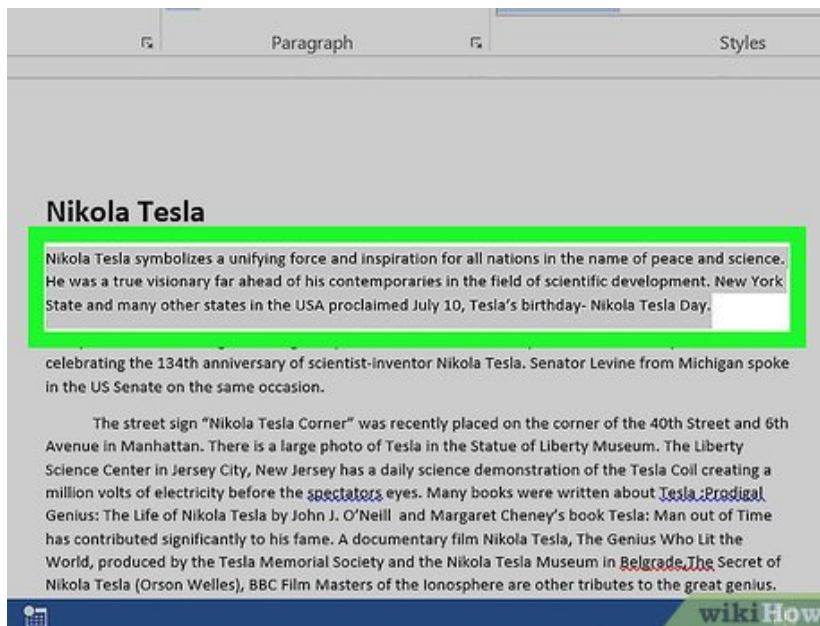 Paragraph
Styles
Nikola Tesla
Nikola Tesla symbolizes a unifying force and inspiration for all nations in the name of peace and science.
He was a true visionary far ahead of his contemporaries in the field of scientific development. New York
State and many other states in the USA proclaimed July 10, Tesla’s birthday- Nikola Tesla Day.
celebrating the 134th anniversary of scientist-inventor Nikola Tesla. Senator Levine from Michigan spoke
in the US Senate on the same occasion.
The street sign “Nikola Tesla Corner” was recently placed on the corner of the 40th Street and 6th
Avenue in Manhattan. There is a large photo of Tesla in the Statue of Liberty Museum. The Liberty
Science Center in Jersey City, New Jersey has a daily science demonstration of the Tesla Coil creating a
million volts of electricity before the spectators eyes. Many books were written about Tesla :Prodigal
Genius: The Life of Nikola Tesla by John J. O’Neill and Margaret Cheney’s book Tesla: Man out of Time
has contributed significantly to his fame. A documentary film Nikola Tesla, The Genius Who Lit the
World, produced by the Tesla Memorial Society and the Nikola Tesla Museum in Belgrade,The Secret of
Nikola Tesla (Orson Welles), BBC Film Masters of the Ionosphere are other tributes to the great genius.
wikiHow